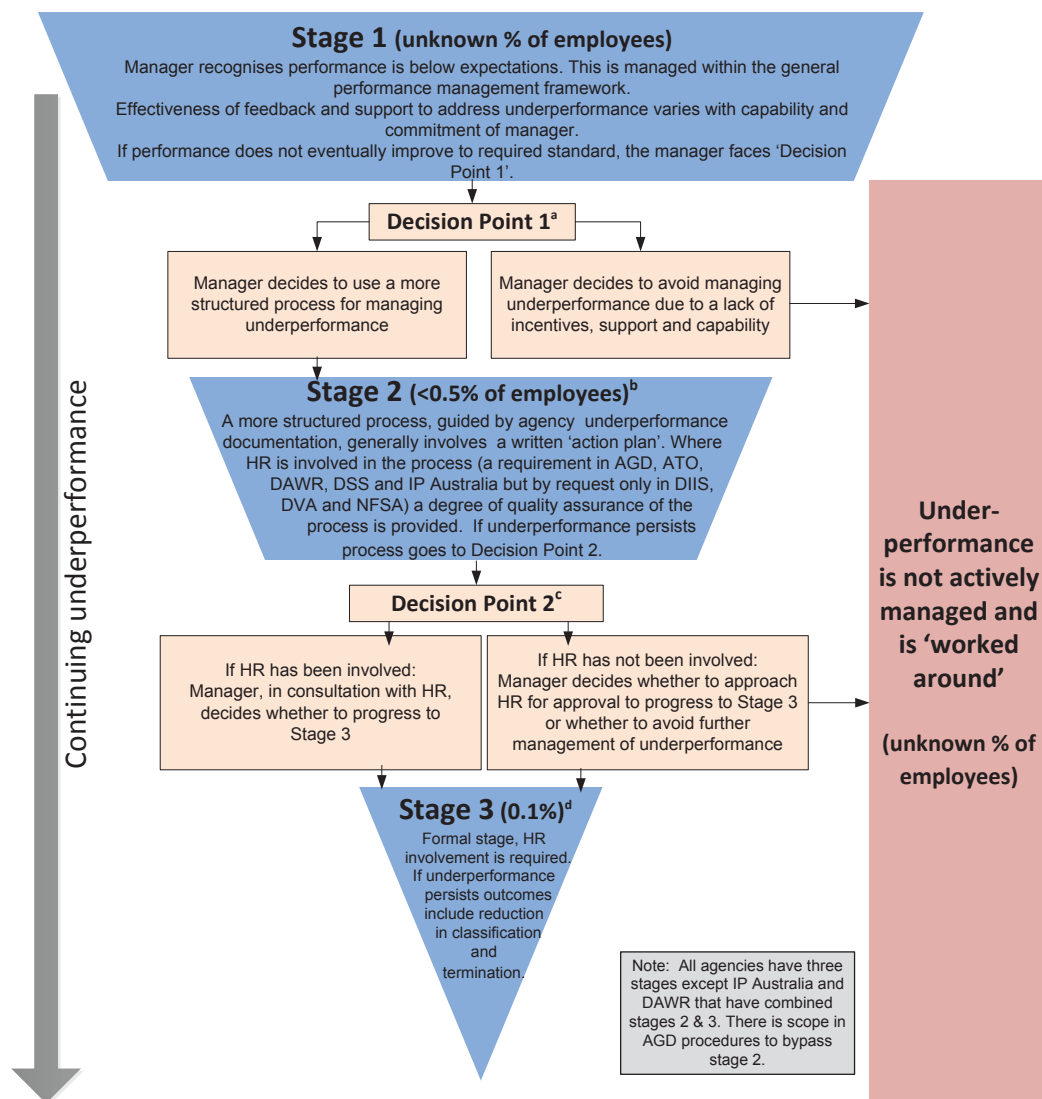 Stage 1 (unknown % of employees)
Manager recognises performance is below expectations. This is managed within the general
performance management framework.
Effectiveness of feedback and support to address underperformance varies with capability and
commitment of manager.
If performance does not eventually improve to required standard, the manager faces ‘Decision
Point 1’.
Decision Point 1a
Manager decides to use a more
structured process for managing
underperformance
Manager decides to avoid managing
underperformance due to a lack of
incentives, support and capability
Stage 2 (<0.5% of employees)b
A more structured process, guided by agency underperformance
documentation, generally involves a written ‘action plan’. Where
HR is involved in the process (a requirement in AGD, ATO,
DAWR, DSS and IP Australia but by request only in DIIS,
DVA and NFSA) a degree of quality assurance of the
process is provided. If underperformance persists
process goes to Decision Point 2.
Decision Point 2c
If HR has been involved:
Manager, in consultation with HR,
decides whether to progress to
Stage 3
If HR has not been involved:
Manager decides whether to approach
HR for approval to progress to Stage 3
or whether to avoid further
management of underperformance
Stage 3 (0.1%)d
Formal stage, HR
involvement is required.
If underperformance
persists outcomes
include reduction
in classification
and
termination.
Note: All agencies have three
stages except IP Australia and
DAWR that have combined
stages 2 & 3. There is scope in
AGD procedures to bypass
stage 2.
Continuing underperformance
Under-
performance
is not actively
managed and
is ‘worked
around’
(unknown % of
employees)